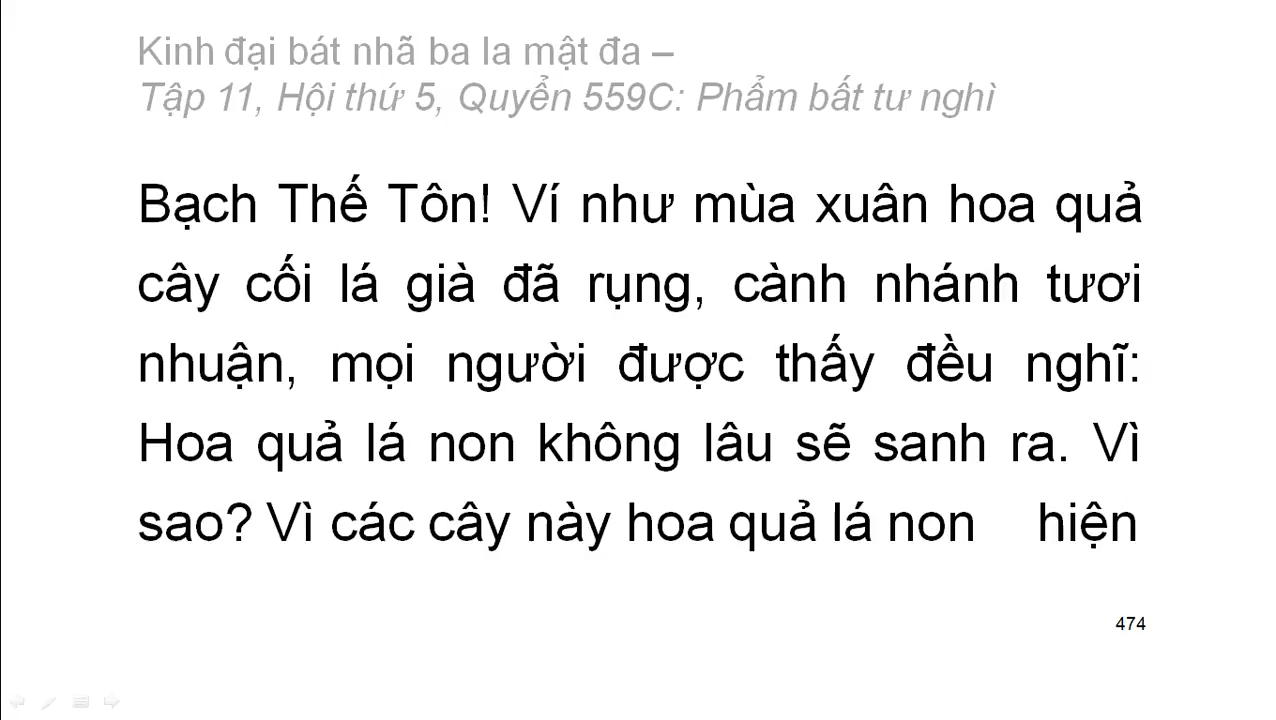 Kinh đại bát nhã ba la mật đa –
Tập 11, Hội thứ 5, Quyển 559C: Phẩm bất tư nghì
Bạch Thế Tôn! Ví như mùa xuân hoa quả
cây cối lá già đã rụng, cành nhánh tươi
nhuận, mọi người được thấy đều nghĩ:
Hoa quả lá non không lâu sẽ sanh ra. Vì
sao? Vì các cây này hoa quả lá non hiện
474